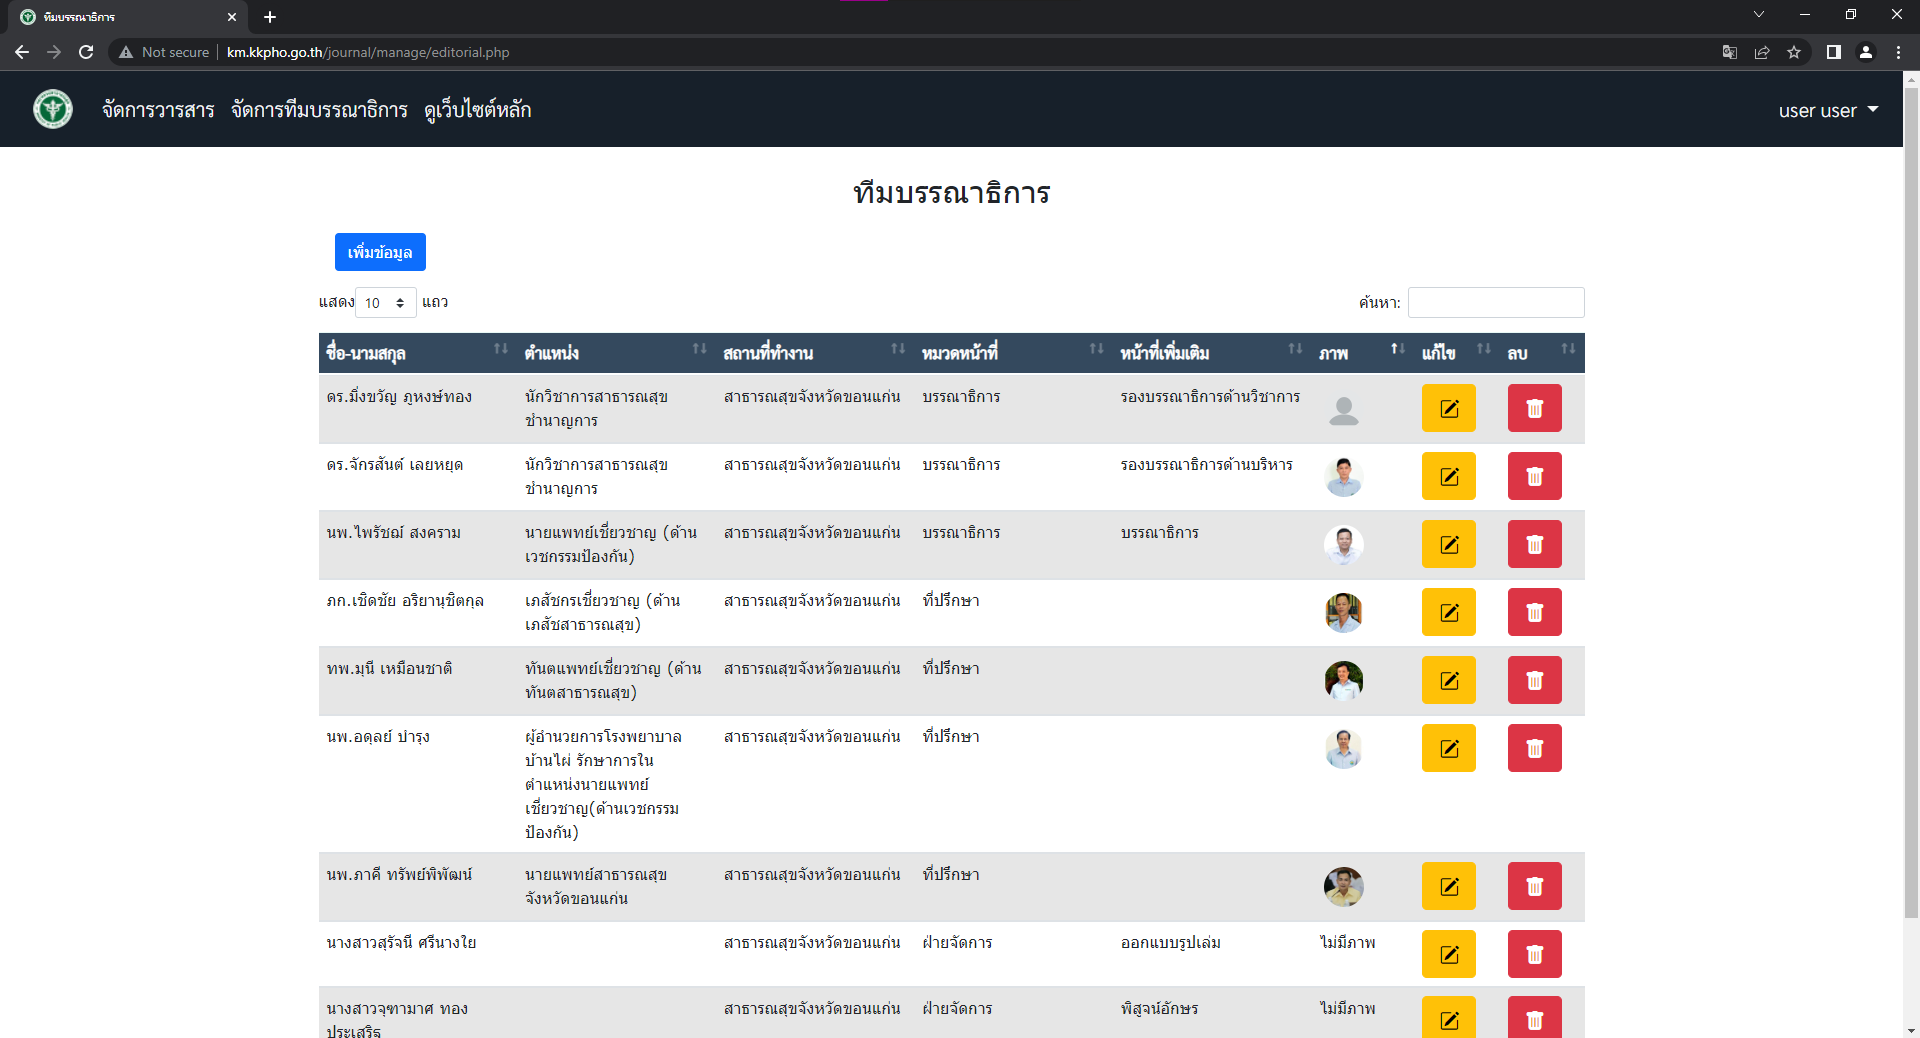 ทีมบรรณาธิการ
Not secure
km.kkpho.go.th/journal/manage/editorial.php
จัดการวารสาร จัดการทีมบรรณาธิการ ดูเว็บไซต์หลัก
user user
ทีมบรรณาธิการ
เพิ่มข้อมูล
แสดง 10 แถว
ค้นหา:
ชื่อ-นามสกุล ตำแหน่ง สถานที่ทำงาน หมวดหน้าที่ หน้าที่เพิ่มเติม ภาพ แก้ไข ลบ
ดร.มิ่งขวัญ ภูหงษ์ทอง นักวิชาการสาธารณสุข สาธารณสุขจังหวัดขอนแก่น บรรณาธิการ รองบรรณาธิการด้านวิชาการ
ชำนาญการ
ดร.จักรสันต์ เลยหยุด นักวิชาการสาธารณสุข สาธารณสุขจังหวัดขอนแก่น บรรณาธิการ รองบรรณาธิการด้านบริหาร
ชำนาญการ
นพ.ไพรัชฌ์ สงคราม นายแพทย์เชี่ยวชาญ (ด้าน สาธารณสุขจังหวัดขอนแก่น บรรณาธิการ บรรณาธิการ
เวชกรรมป้องกัน)
ภก.เชิดชัย อริยานุชิตกุล เภสัชกรเชี่ยวชาญ (ด้าน สาธารณสุขจังหวัดขอนแก่น ที่ปรึกษา
เภสัชสาธารณสุข)
ทพ.มุนี เหมือนชาติ ทันตแพทย์เชี่ยวชาญ (ด้าน สาธารณสุขจังหวัดขอนแก่น ที่ปรึกษา
ทันตสาธารณสุข)
นพ.อดุลย์ บำรุง ผู้อำนวยการโรงพยาบาล สาธารณสุขจังหวัดขอนแก่น ที่ปรึกษา
บ้านไผ่ รักษาการใน
ตำแหน่งนายแพทย์
เชี่ยวชาญ(ด้านเวชกรรม
ป้องกัน)
นพ.ภาคี ทรัพย์พิพัฒน์ นายแพทย์สาธารณสุข สาธารณสุขจังหวัดขอนแก่น ที่ปรึกษา
จังหวัดขอนแก่น
นางสาวสุรัจนี ศรีนางใย สาธารณสุขจังหวัดขอนแก่น ฝ่ายจัดการ ออกแบบรูปเล่ม ไม่มีภาพ
นางสาวจุฑามาศ ทอง สาธารณสุขจังหวัดขอนแก่น ฝ่ายจัดการ พิสูจน์อักษร ไม่มีภาพ
ประเสริฐ